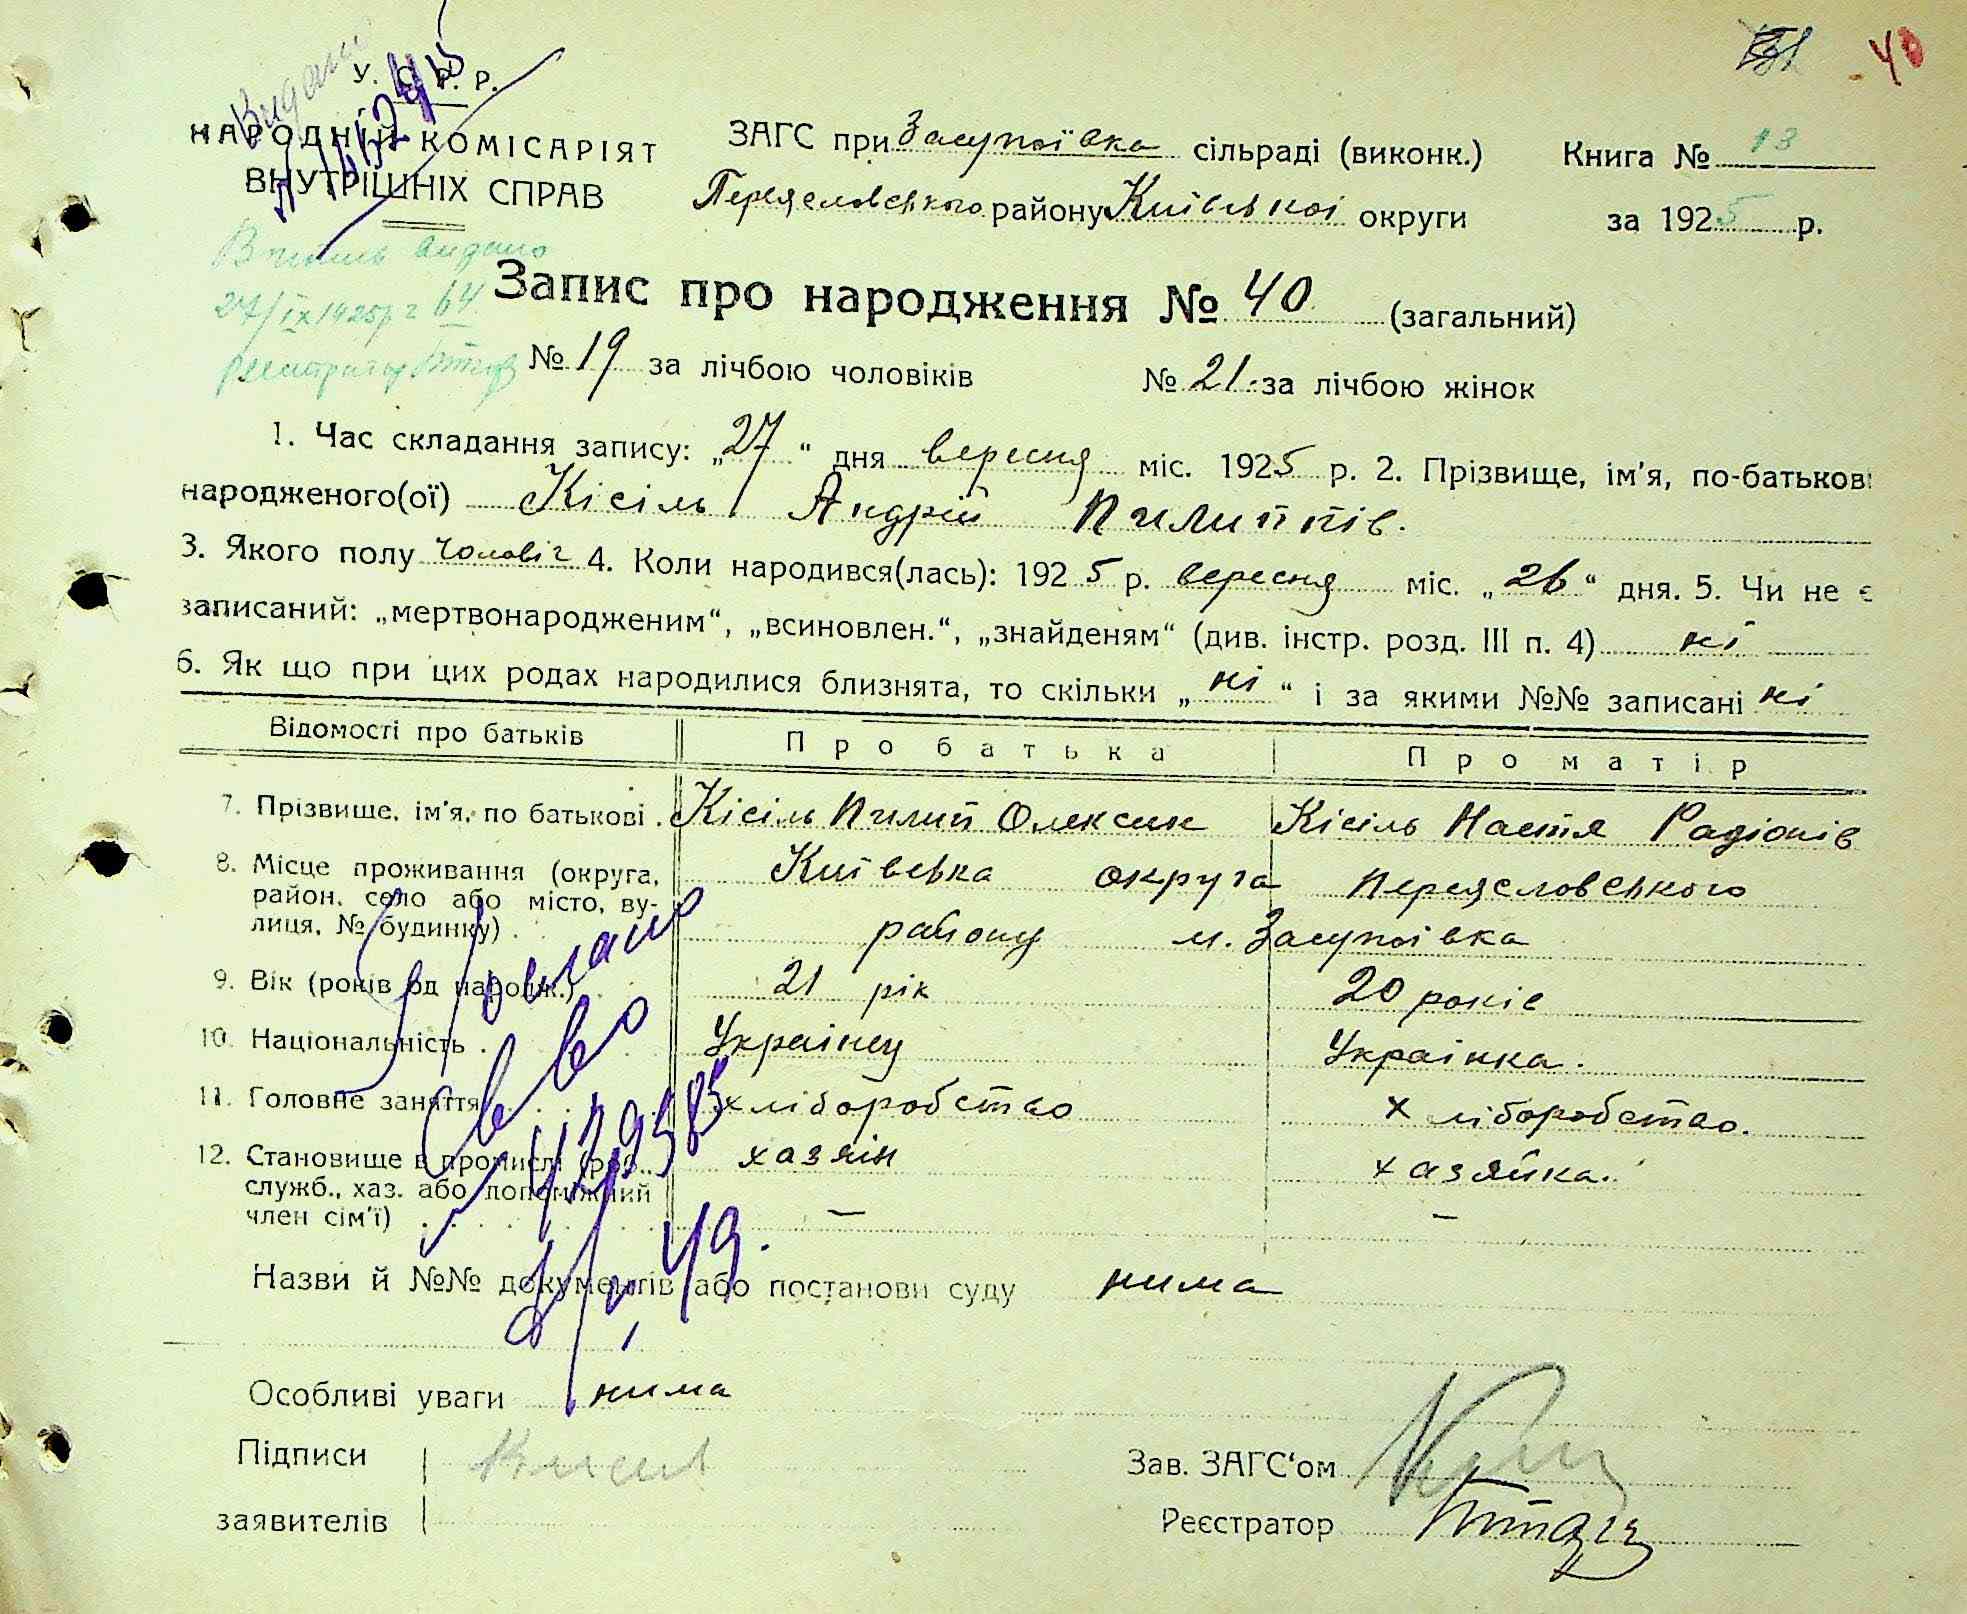 40
У. С. Р. Р.
НАРОДНІЙ КОМІСАРІЯТ
ВНУТРІШНІХ СПРАВ
ЗАГС при Засупоївка сільраді (виконк.) Книга № 13
Переяславського району Київської округи за 1925 р.
видано
Запис про народження № 40 (загальний)
№ 19 за лічбою чоловіків № 21. за лічбою жінок
1. Час складання запису: „27“ дня вересня міс. 1925 р. 2. Прізвище, ім'я, по-батькові
народженого(ої) Кісіль Андрій Пилипів.
3. Якого полу чоловіч 4. Коли народився(лась): 1925 р. вересня міс. „26“ дня. 5. Чи не є
записаний: „мертвонародженим“, „всиновлен.“, „знайденям“ (див. інстр. розд. III п. 4) ні
6. Як що при цих родах народилися близнята, то скільки „ні“ і за якими №№ записані ні
Відомості про батьків Про батька Про матір
7. Прізвище, ім'я, по батькові . Кісіль Пилип Олексик Кісіль Настя Радіонів
8. Місце проживання (округа, район, село або місто, вулиця, № будинку) . Київська округа Переяславського
району м. Засупоівка
9. Вік (років од народж.) 21 рік 20 років
10. Національність . Украінец Украінка.
11. Головне заняття хліборобство хліборобство.
12. Становище в промислі (роб., хазяін хазяйка.
служб., хаз. або допоміжний
член сім'ї) . — –
Назви й №№ документів або постанови суду нима
Особливі уваги нима
Підписи Зав. ЗАГС'ом
заявителів Реєстратор